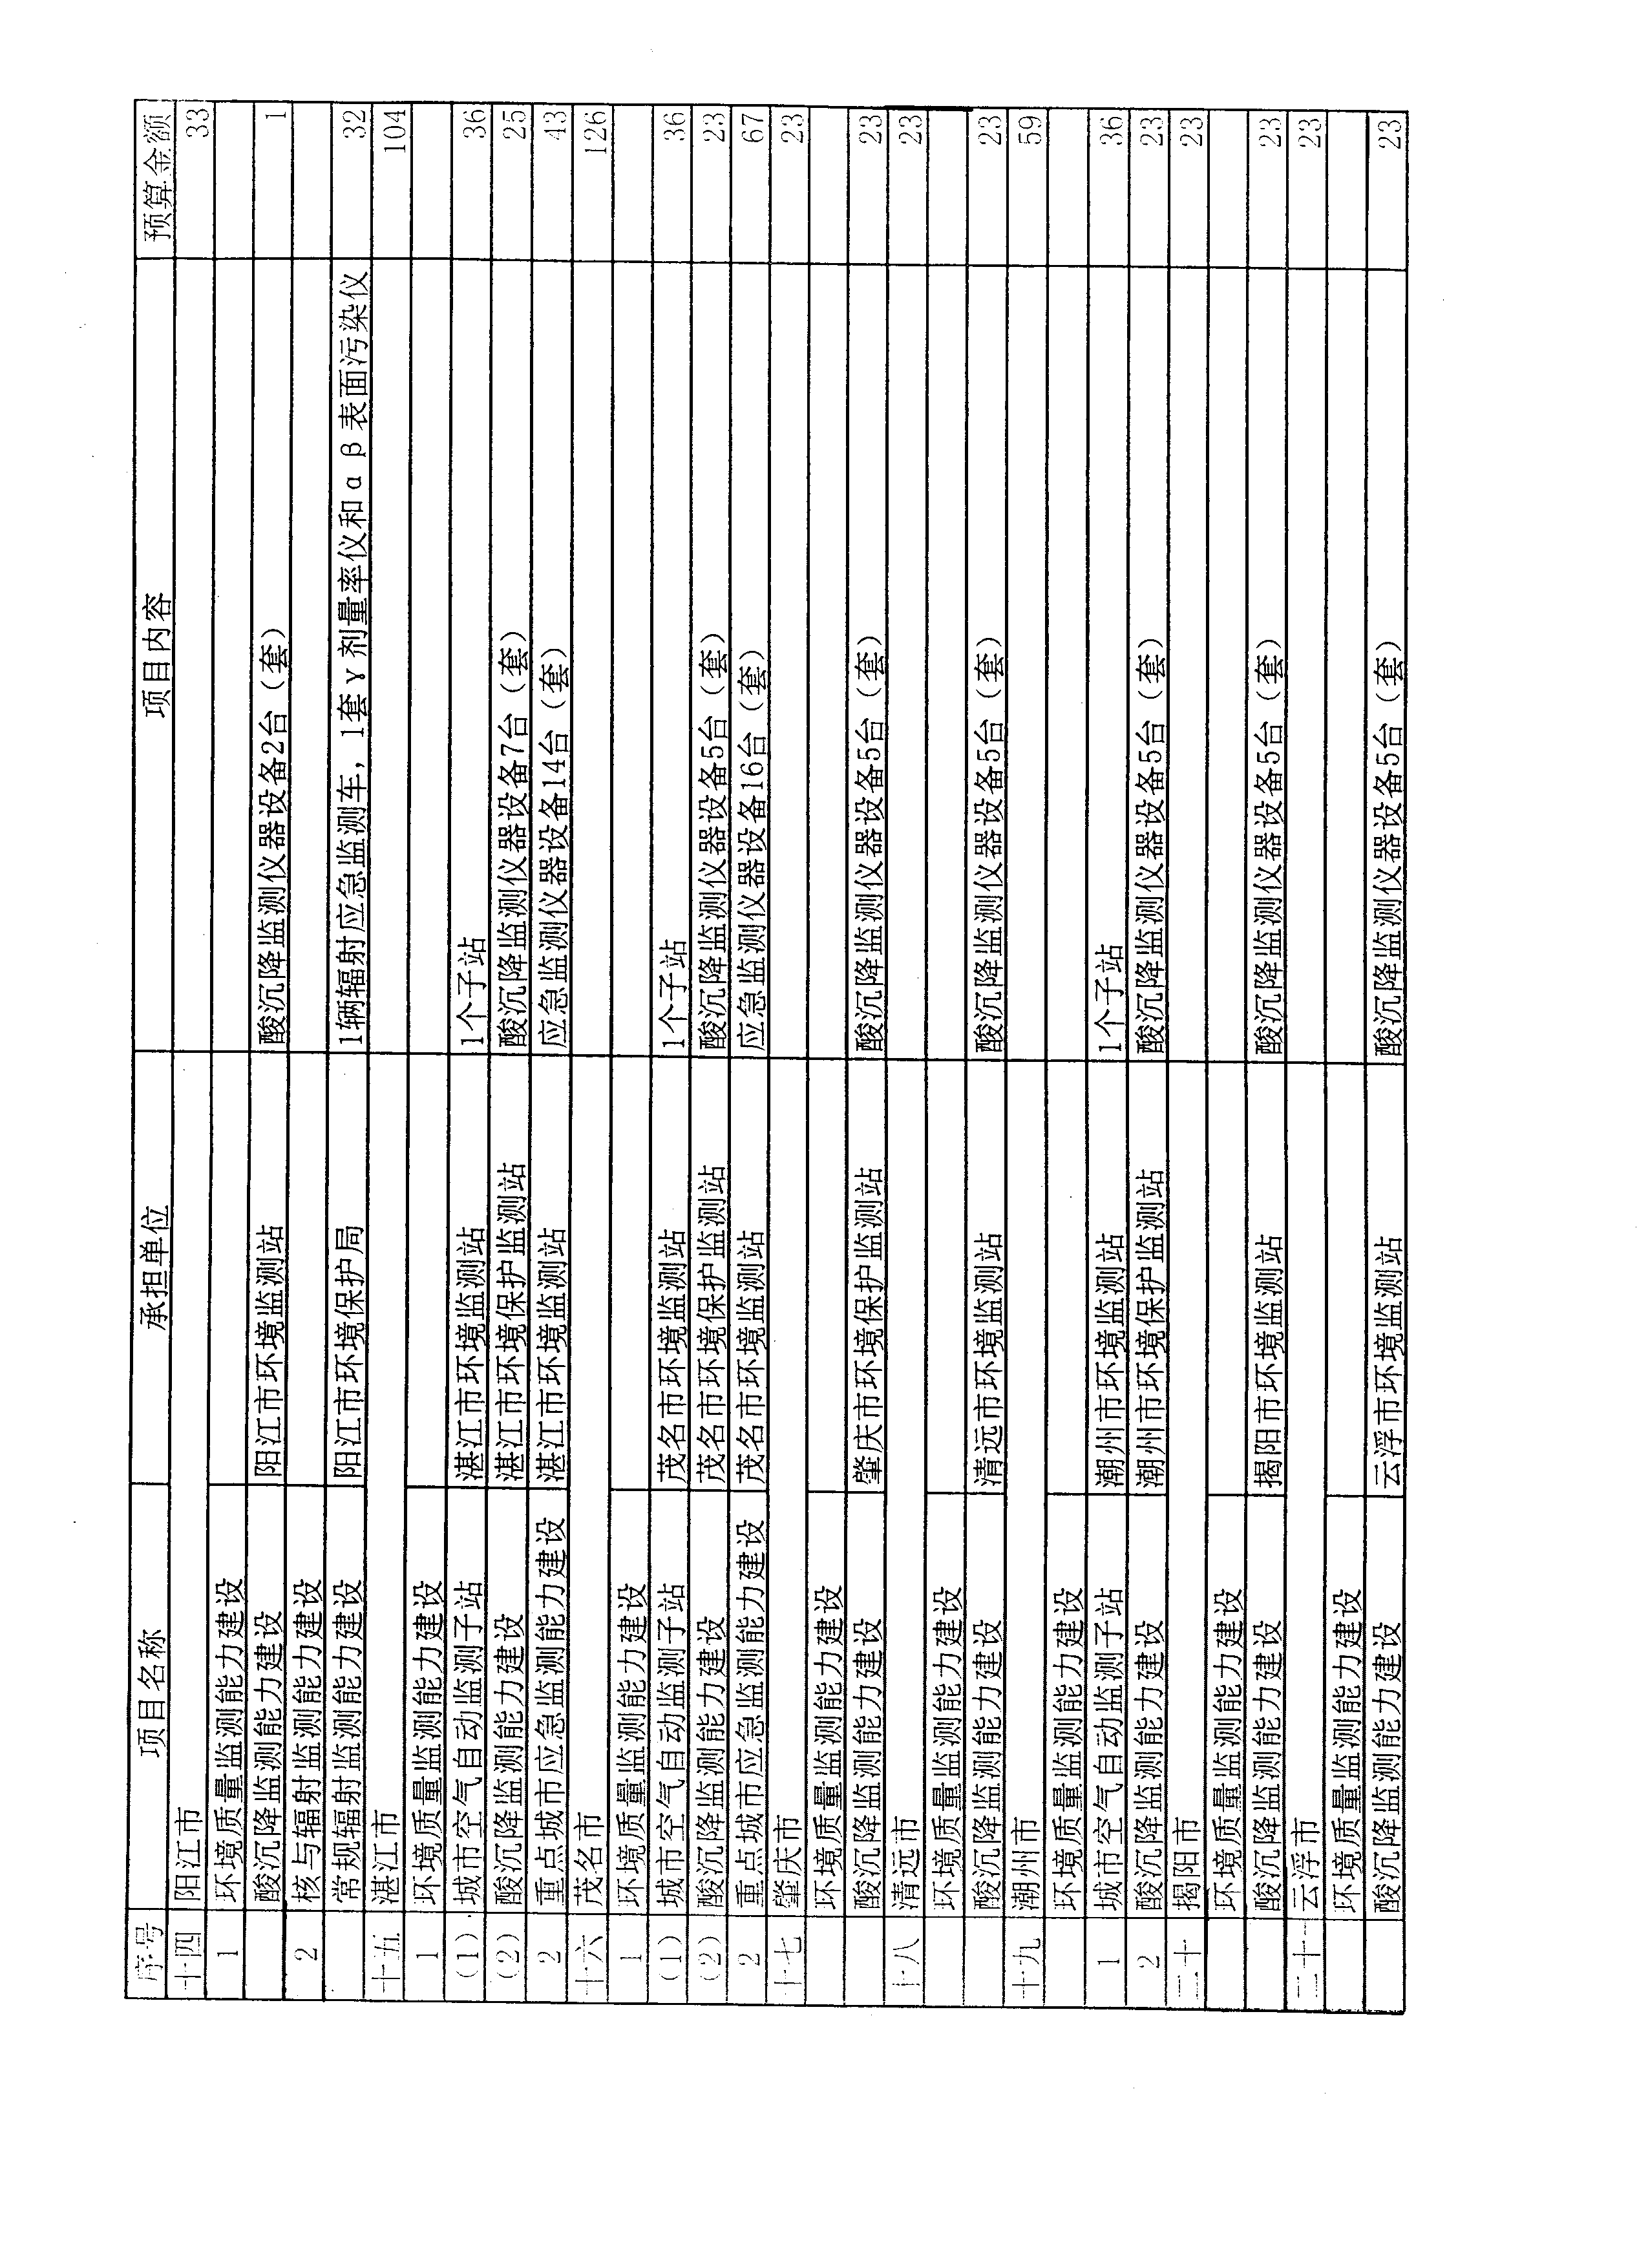 序号 项目名称 承担单位 项目内容 预算金额
十四 阳江市 33
1 环境质量监测能力建设
酸沉降监测能力建设 阳江市环境监测站 酸沉降监测仪器设备2台（套） 1
2 核与辐射监测能力建设
常规辐射监测能力建设 阳江市环境保护局 1辆辐射应急监测车，1套γ剂量率仪和αβ表面污染仪 32
十五 湛江市 104
1 环境质量监测能力建设
（1） 城市空气自动监测子站 湛江市环境监测站 1个子站 36
（2） 酸沉降监测能力建设 湛江市环境保护监测站 酸沉降监测仪器设备7台（套） 25
2 重点城市应急监测能力建设 湛江市环境监测站 应急监测仪器设备14台（套） 43
十六 茂名市 126
1 环境质量监测能力建设
（1） 城市空气自动监测子站 茂名市环境监测站 1个子站 36
（2） 酸沉降监测能力建设 茂名市环境保护监测站 酸沉降监测仪器设备5台（套） 23
2 重点城市应急监测能力建设 茂名市环境监测站 应急监测仪器设备16台（套） 67
十七 肇庆市 23
环境质量监测能力建设
酸沉降监测能力建设 肇庆市环境保护监测站 酸沉降监测仪器设备5台（套） 23
十八 清远市 23
环境质量监测能力建设
酸沉降监测能力建设 清远市环境监测站 酸沉降监测仪器设备5台（套） 23
十九 潮州市 59
环境质量监测能力建设
1 城市空气自动监测子站 潮州市环境监测站 1个子站 36
2 酸沉降监测能力建设 潮州市环境保护监测站 酸沉降监测仪器设备5台（套） 23
二十 揭阳市 23
环境质量监测能力建设
酸沉降监测能力建设 揭阳市环境监测站 酸沉降监测仪器设备5台（套） 23
二十一 云浮市 23
环境质量监测能力建设
酸沉降监测能力建设 云浮市环境监测站 酸沉降监测仪器设备5台（套） 23